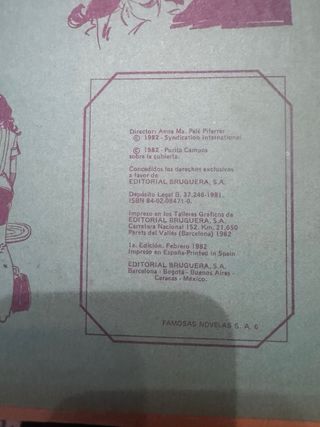 Director: Anna Ma. Palé Piferrer
© 1982 - Syndication International
© 1982 - Purita Campos
sobre la cubierta.
Concedidos los derechos exclusivos
a favor de
EDITORIAL BRUGUERA, S.A.
Depósito Legal B. 37.246-1981.
ISBN 84-02-08471-0.
Impreso en los Talleres Gráficos de
EDITORIAL BRUGUERA, S.A.
Carretera Nacional 152, Km. 21,650
Parets del Vallès (Barcelona) 1982
1a. Edición. Febrero 1982
Impreso en España-Printed in Spain
EDITORIAL BRUGUERA, S.A.
Barcelona - Bogotá - Buenos Aires -
Caracas - México.
FAMOSAS NOVELAS S. A. 6